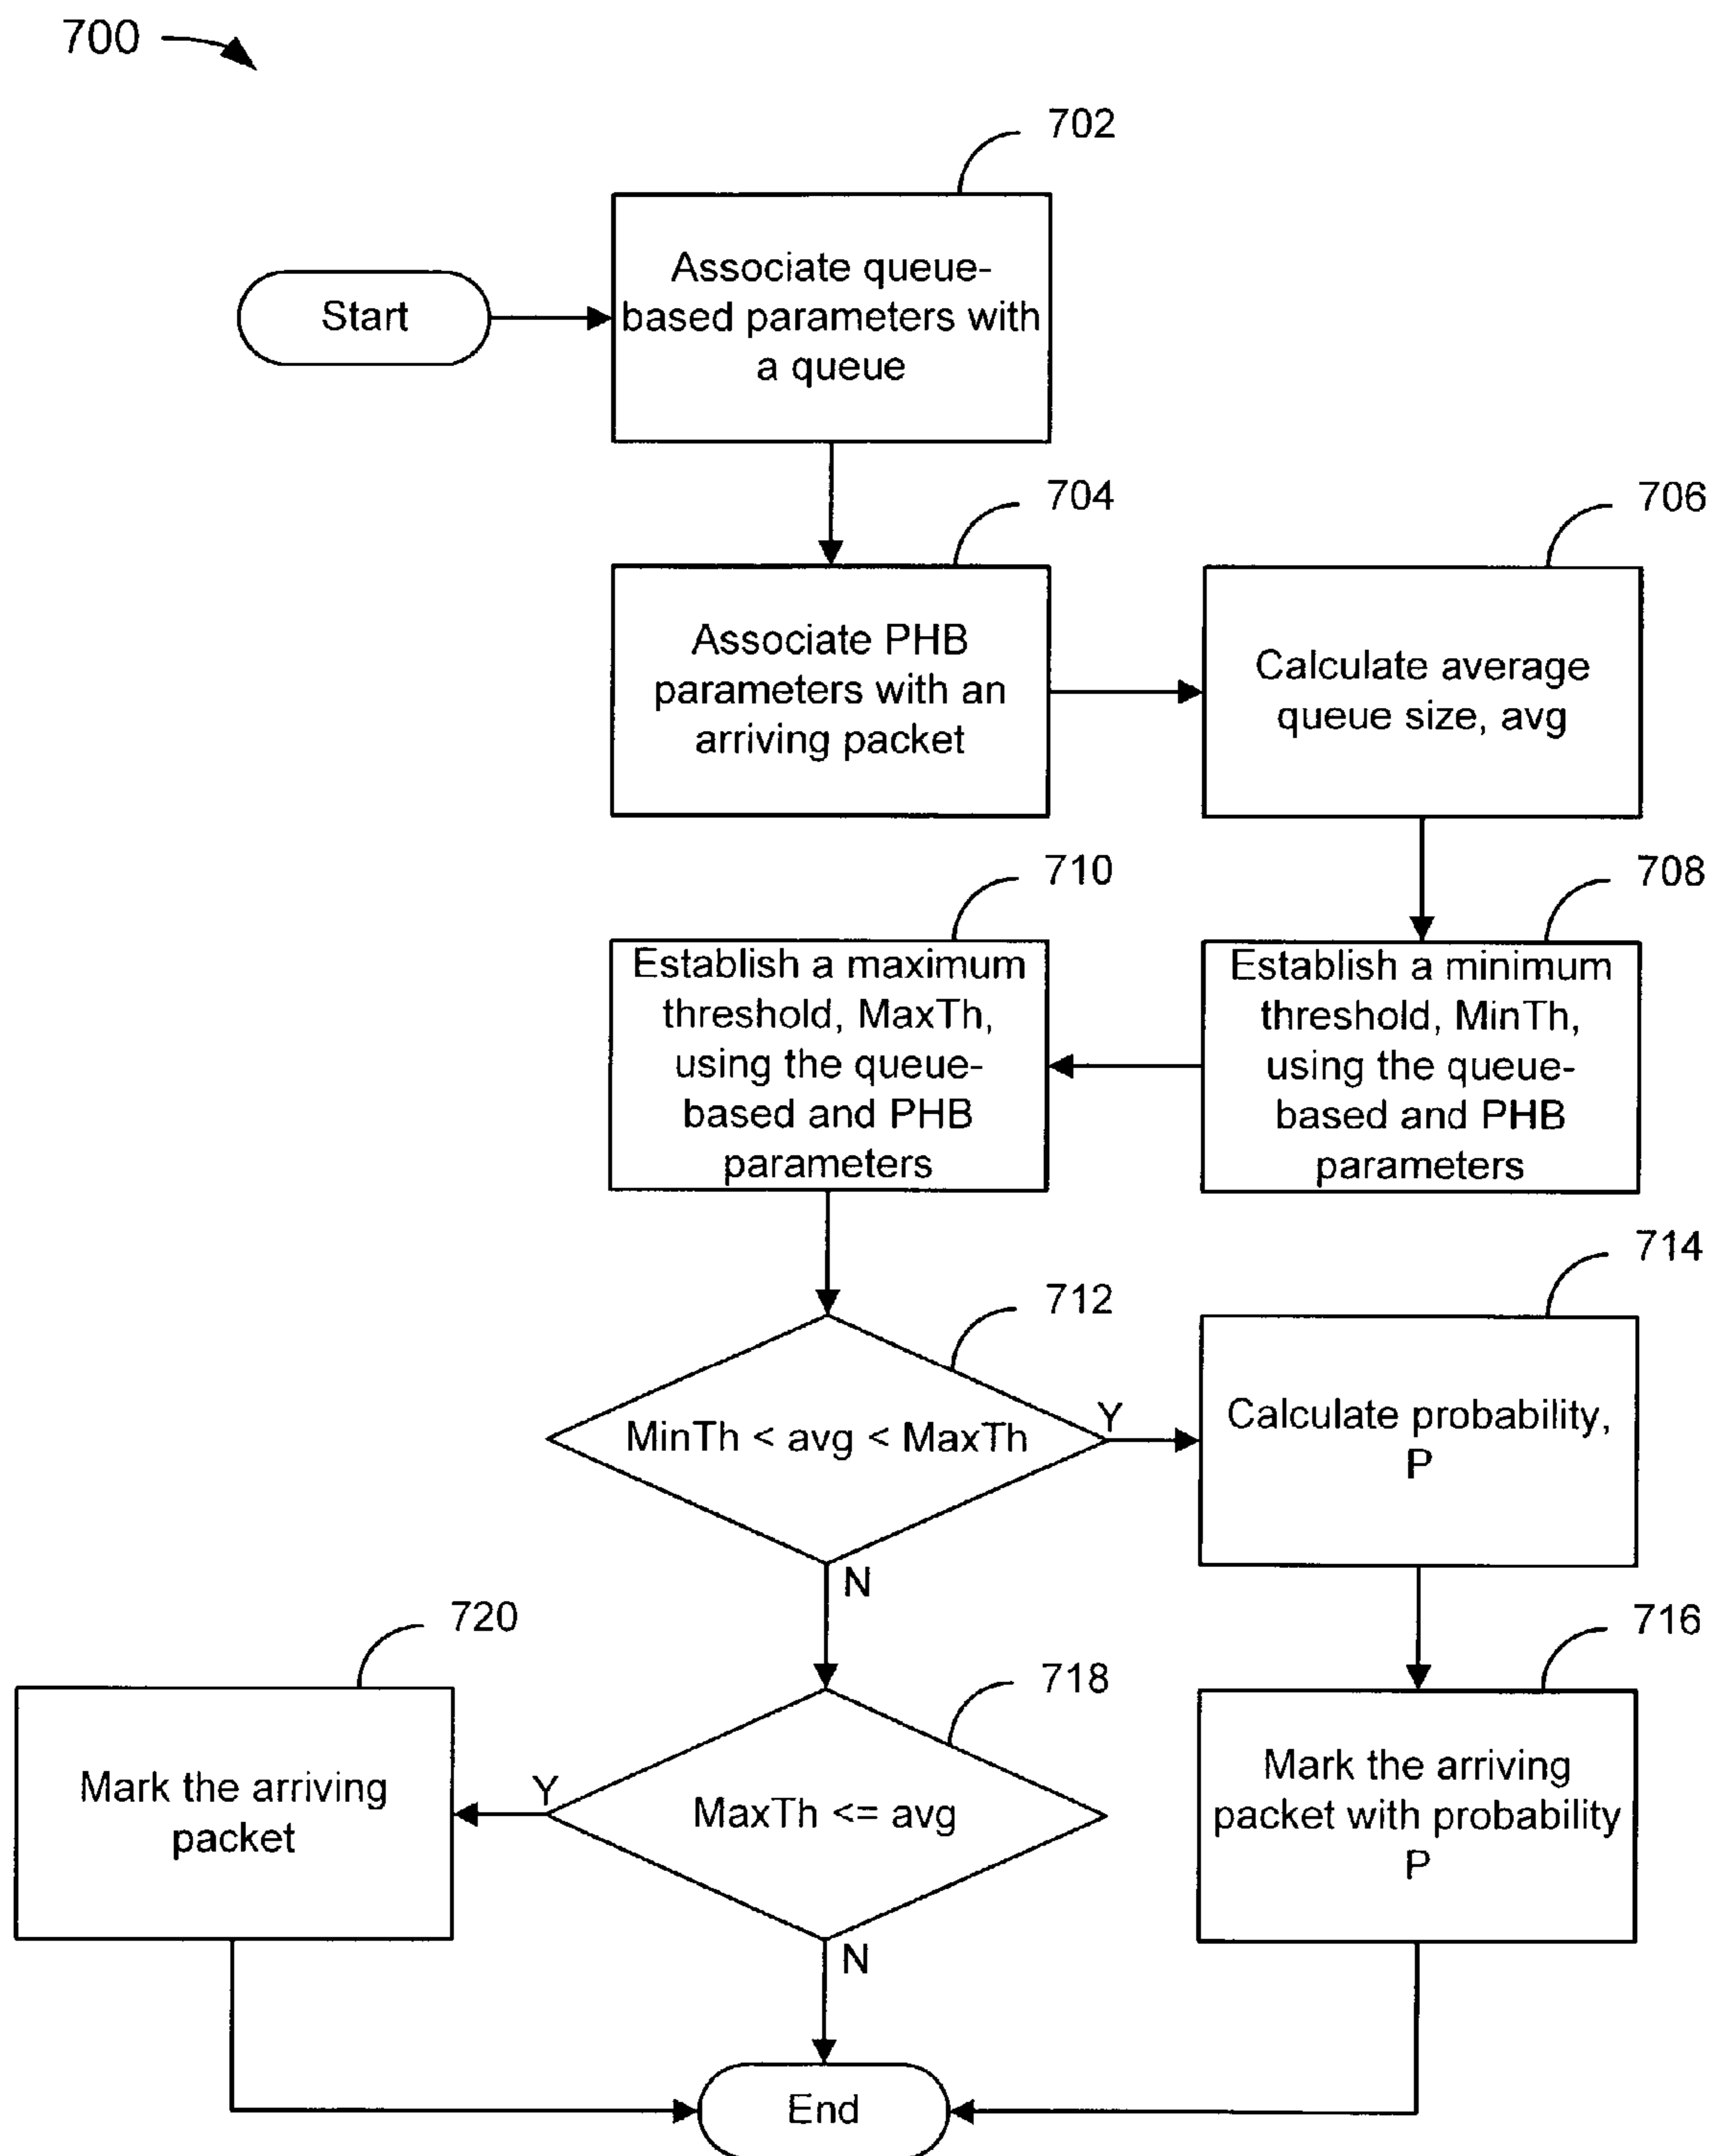 700
702
Start
Associate queue-
based parameters with
a queue
704
706
Associate PHB
parameters with an
arriving packet
Calculate average
queue size, avg
710
708
Establish a maximum
threshold, MaxTh,
using the queue-
based and PHB
parameters
Establish a minimum
threshold, MinTh,
using the queue-
based and PHB
parameters
712
714
MinTh < avg < MaxTh
Y
Calculate probability,
P
N
720
718
716
Mark the arriving
packet
Y
MaxTh <= avg
Mark the arriving
packet with probability
P
N
End